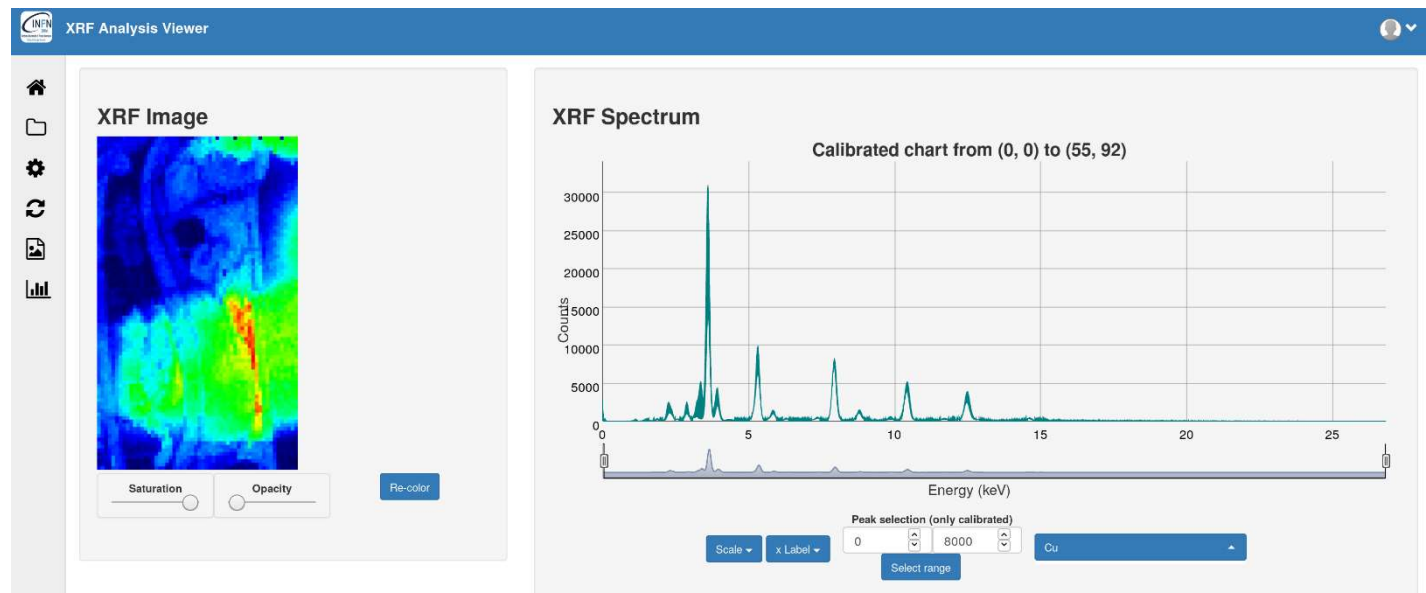 INFN
XRF Analysis Viewer
XRF Image
Saturation
Opacity
Re-color
XRF Spectrum
Calibrated chart from (0, 0) to (55, 92)
Counts
30000
25000
20000
15000
10000
5000
0
0 5 10 15 20 25
Energy (keV)
Peak selection (only calibrated)
Scale x Label 0 8000 Cu
Select range